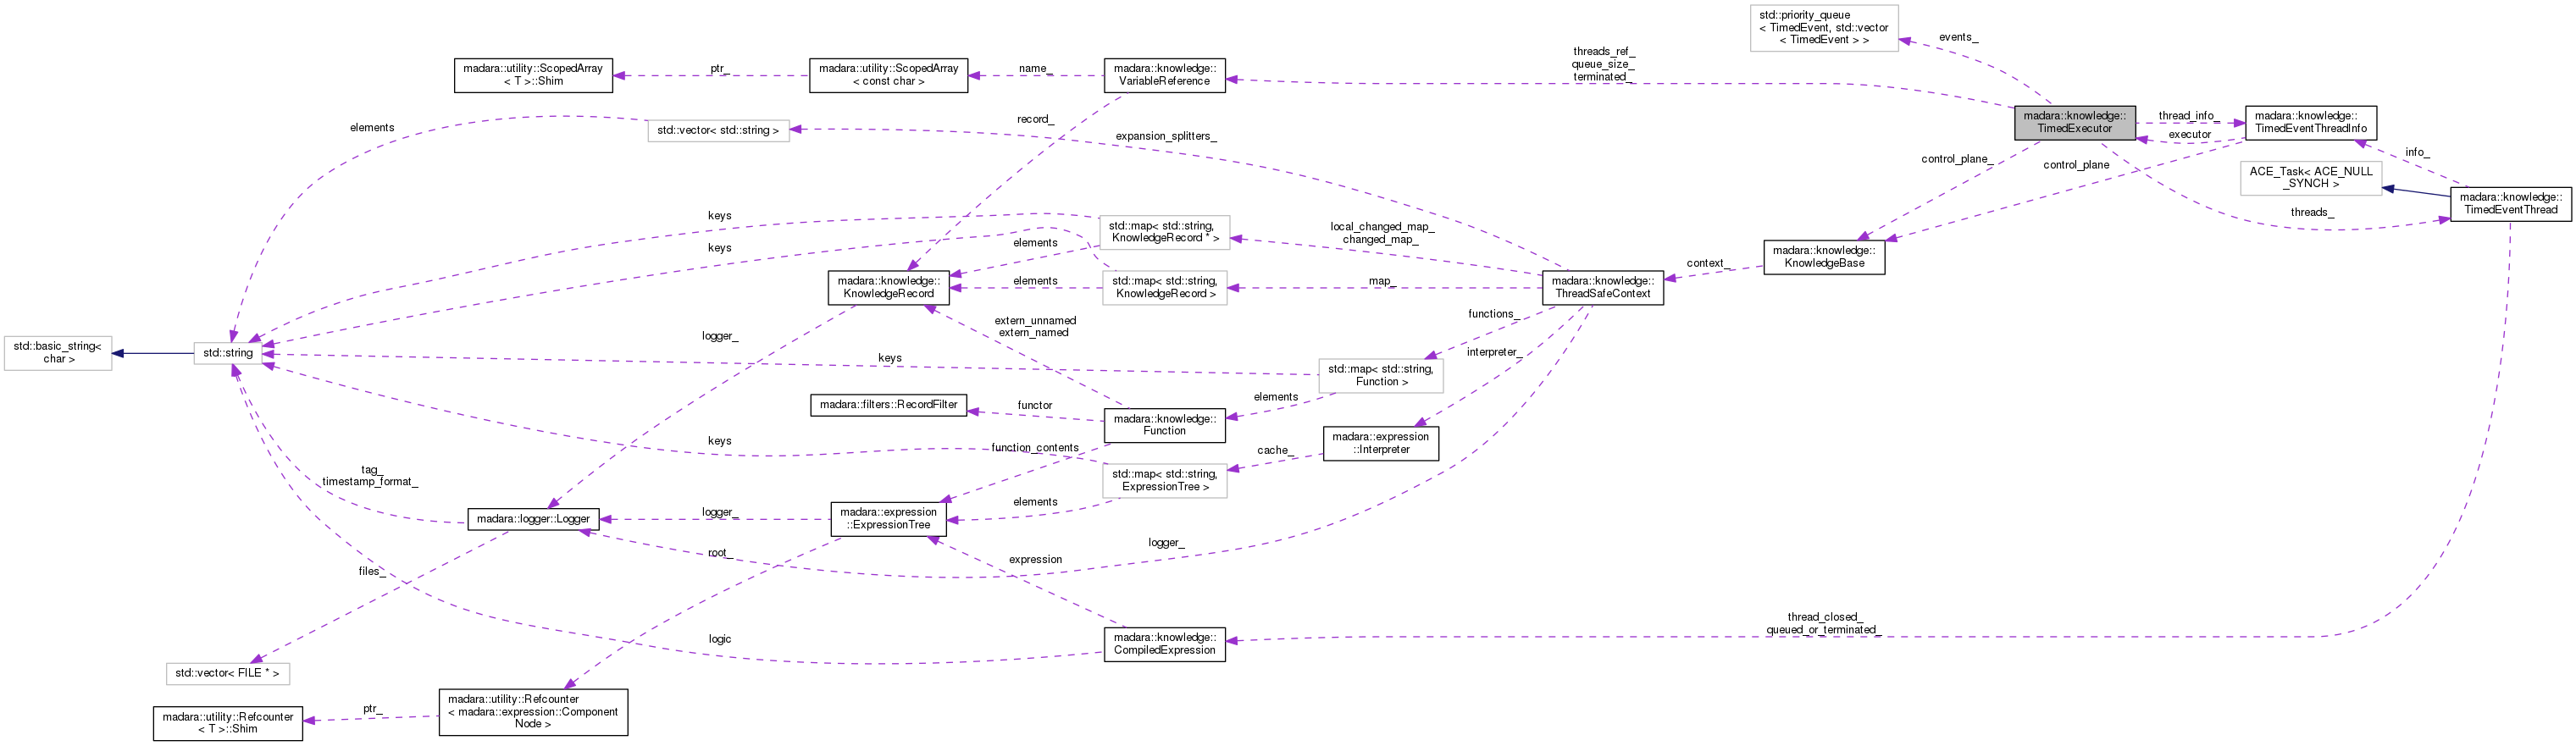 std::priority_queue
< TimedEvent, std::vector
< TimedEvent > >
events_
threads_ref_
queue_size_
terminated_
madara::utility::ScopedArray
< T >::Shim
ptr_
madara::utility::ScopedArray
< const char >
name_
madara::knowledge::
VariableReference
madara::knowledge::
TimedExecutor
thread_info_
executor
madara::knowledge::
TimedEventThreadInfo
info_
elements
std::vector< std::string >
record_
expansion_splitters_
control_plane_
control_plane
ACE_Task< ACE_NULL
_SYNCH >
madara::knowledge::
TimedEventThread
threads_
keys
std::map< std::string,
KnowledgeRecord * >
local_changed_map_
changed_map_
keys
elements
madara::knowledge::
KnowledgeBase
context_
madara::knowledge::
KnowledgeRecord
elements
std::map< std::string,
KnowledgeRecord >
map_
madara::knowledge::
ThreadSafeContext
extern_unnamed
extern_named
functions_
logger_
std::basic_string<
char >
std::string
keys
interpreter_
std::map< std::string,
Function >
madara::filters::RecordFilter
functor
elements
madara::knowledge::
Function
keys
function_contents
madara::expression
::Interpreter
cache_
tag_
timestamp_format_
std::map< std::string,
ExpressionTree >
elements
madara::logger::Logger
logger_
madara::expression
::ExpressionTree
root_
logger_
files_
expression
logic
madara::knowledge::
CompiledExpression
thread_closed_
queued_or_terminated_
std::vector< FILE * >
madara::utility::Refcounter
< T >::Shim
ptr_
madara::utility::Refcounter
< madara::expression::Component
Node >